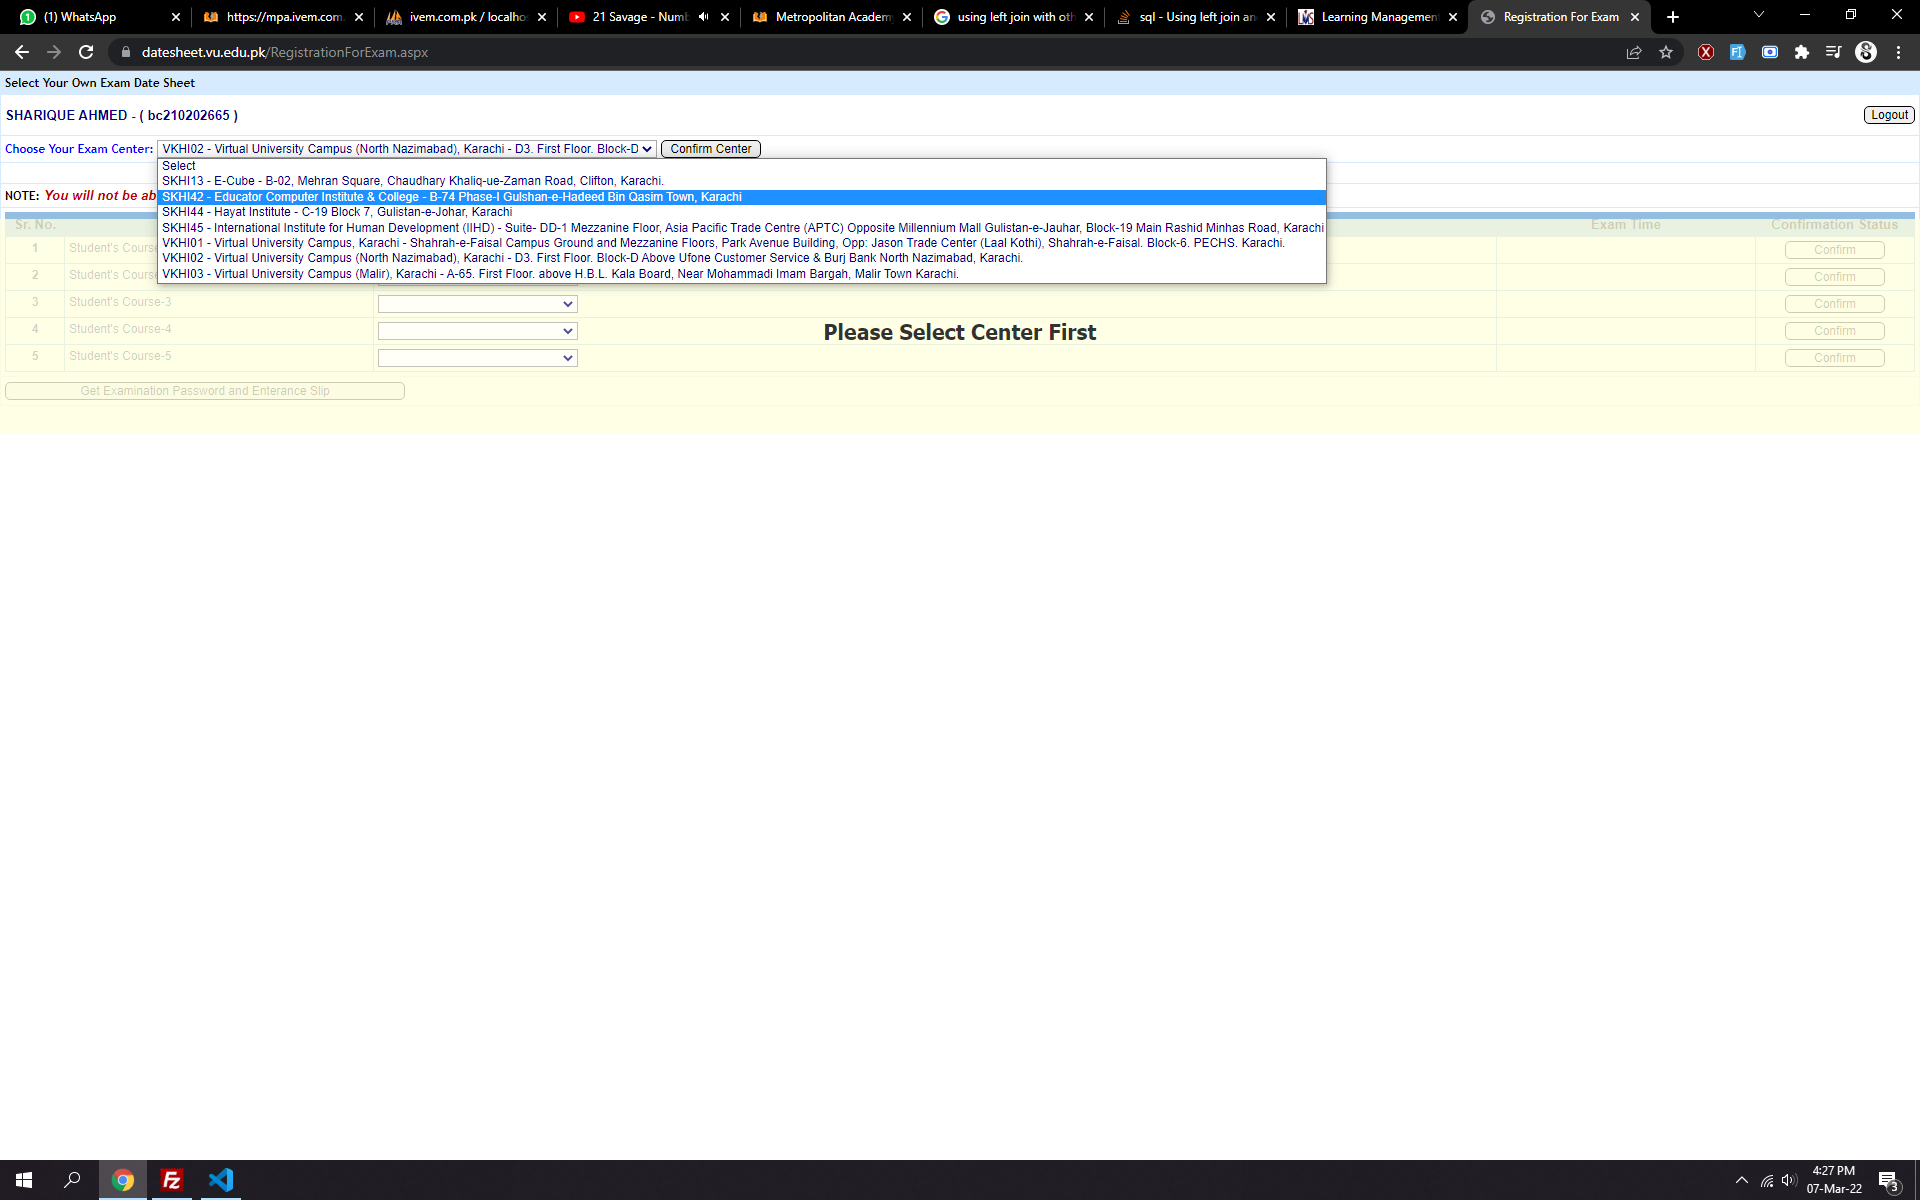 (1) WhatsApp
https://mpa.ivem.com.
ivem.com.pk / localho
21 Savage - Numb
Metropolitan Academy
using left join with oth
sql - Using left join an
Learning Management
Registration For Exam
datesheet.vu.edu.pk/RegistrationForExam.aspx
Select Your Own Exam Date Sheet
SHARIQUE AHMED - ( bc210202665 )
Logout
Choose Your Exam Center: VKHI02 - Virtual University Campus (North Nazimabad), Karachi - D3. First Floor. Block-D Confirm Center
Select
SKHI13 - E-Cube - B-02, Mehran Square, Chaudhary Khaliq-ue-Zaman Road, Clifton, Karachi.
NOTE: You will not be ab
SKHI42 - Educator Computer Institute & College - B-74 Phase-I Gulshan-e-Hadeed Bin Qasim Town, Karachi
SKHI44 - Hayat Institute - C-19 Block 7, Gulistan-e-Johar, Karachi
SKHI45 - International Institute for Human Development (IIHD) - Suite- DD-1 Mezzanine Floor, Asia Pacific Trade Centre (APTC) Opposite Millennium Mall Gulistan-e-Jauhar, Block-19 Main Rashid Minhas Road, Karachi
VKHI01 - Virtual University Campus, Karachi - Shahrah-e-Faisal Campus Ground and Mezzanine Floors, Park Avenue Building, Opp: Jason Trade Center (Laal Kothi), Shahrah-e-Faisal. Block-6. PECHS. Karachi.
VKHI02 - Virtual University Campus (North Nazimabad), Karachi - D3. First Floor. Block-D Above Ufone Customer Service & Burj Bank North Nazimabad, Karachi.
VKHI03 - Virtual University Campus (Malir), Karachi - A-65. First Floor. above H.B.L. Kala Board, Near Mohammadi Imam Bargah, Malir Town Karachi.
Sr. No. Exam Time Confirmation Status
1 Student's Course Confirm
2 Student's Course Confirm
3 Student's Course-3 Confirm
4 Student's Course-4 Confirm
Please Select Center First
5 Student's Course-5 Confirm
Get Examination Password and Enterance Slip
4:27 PM
07-Mar-22
3